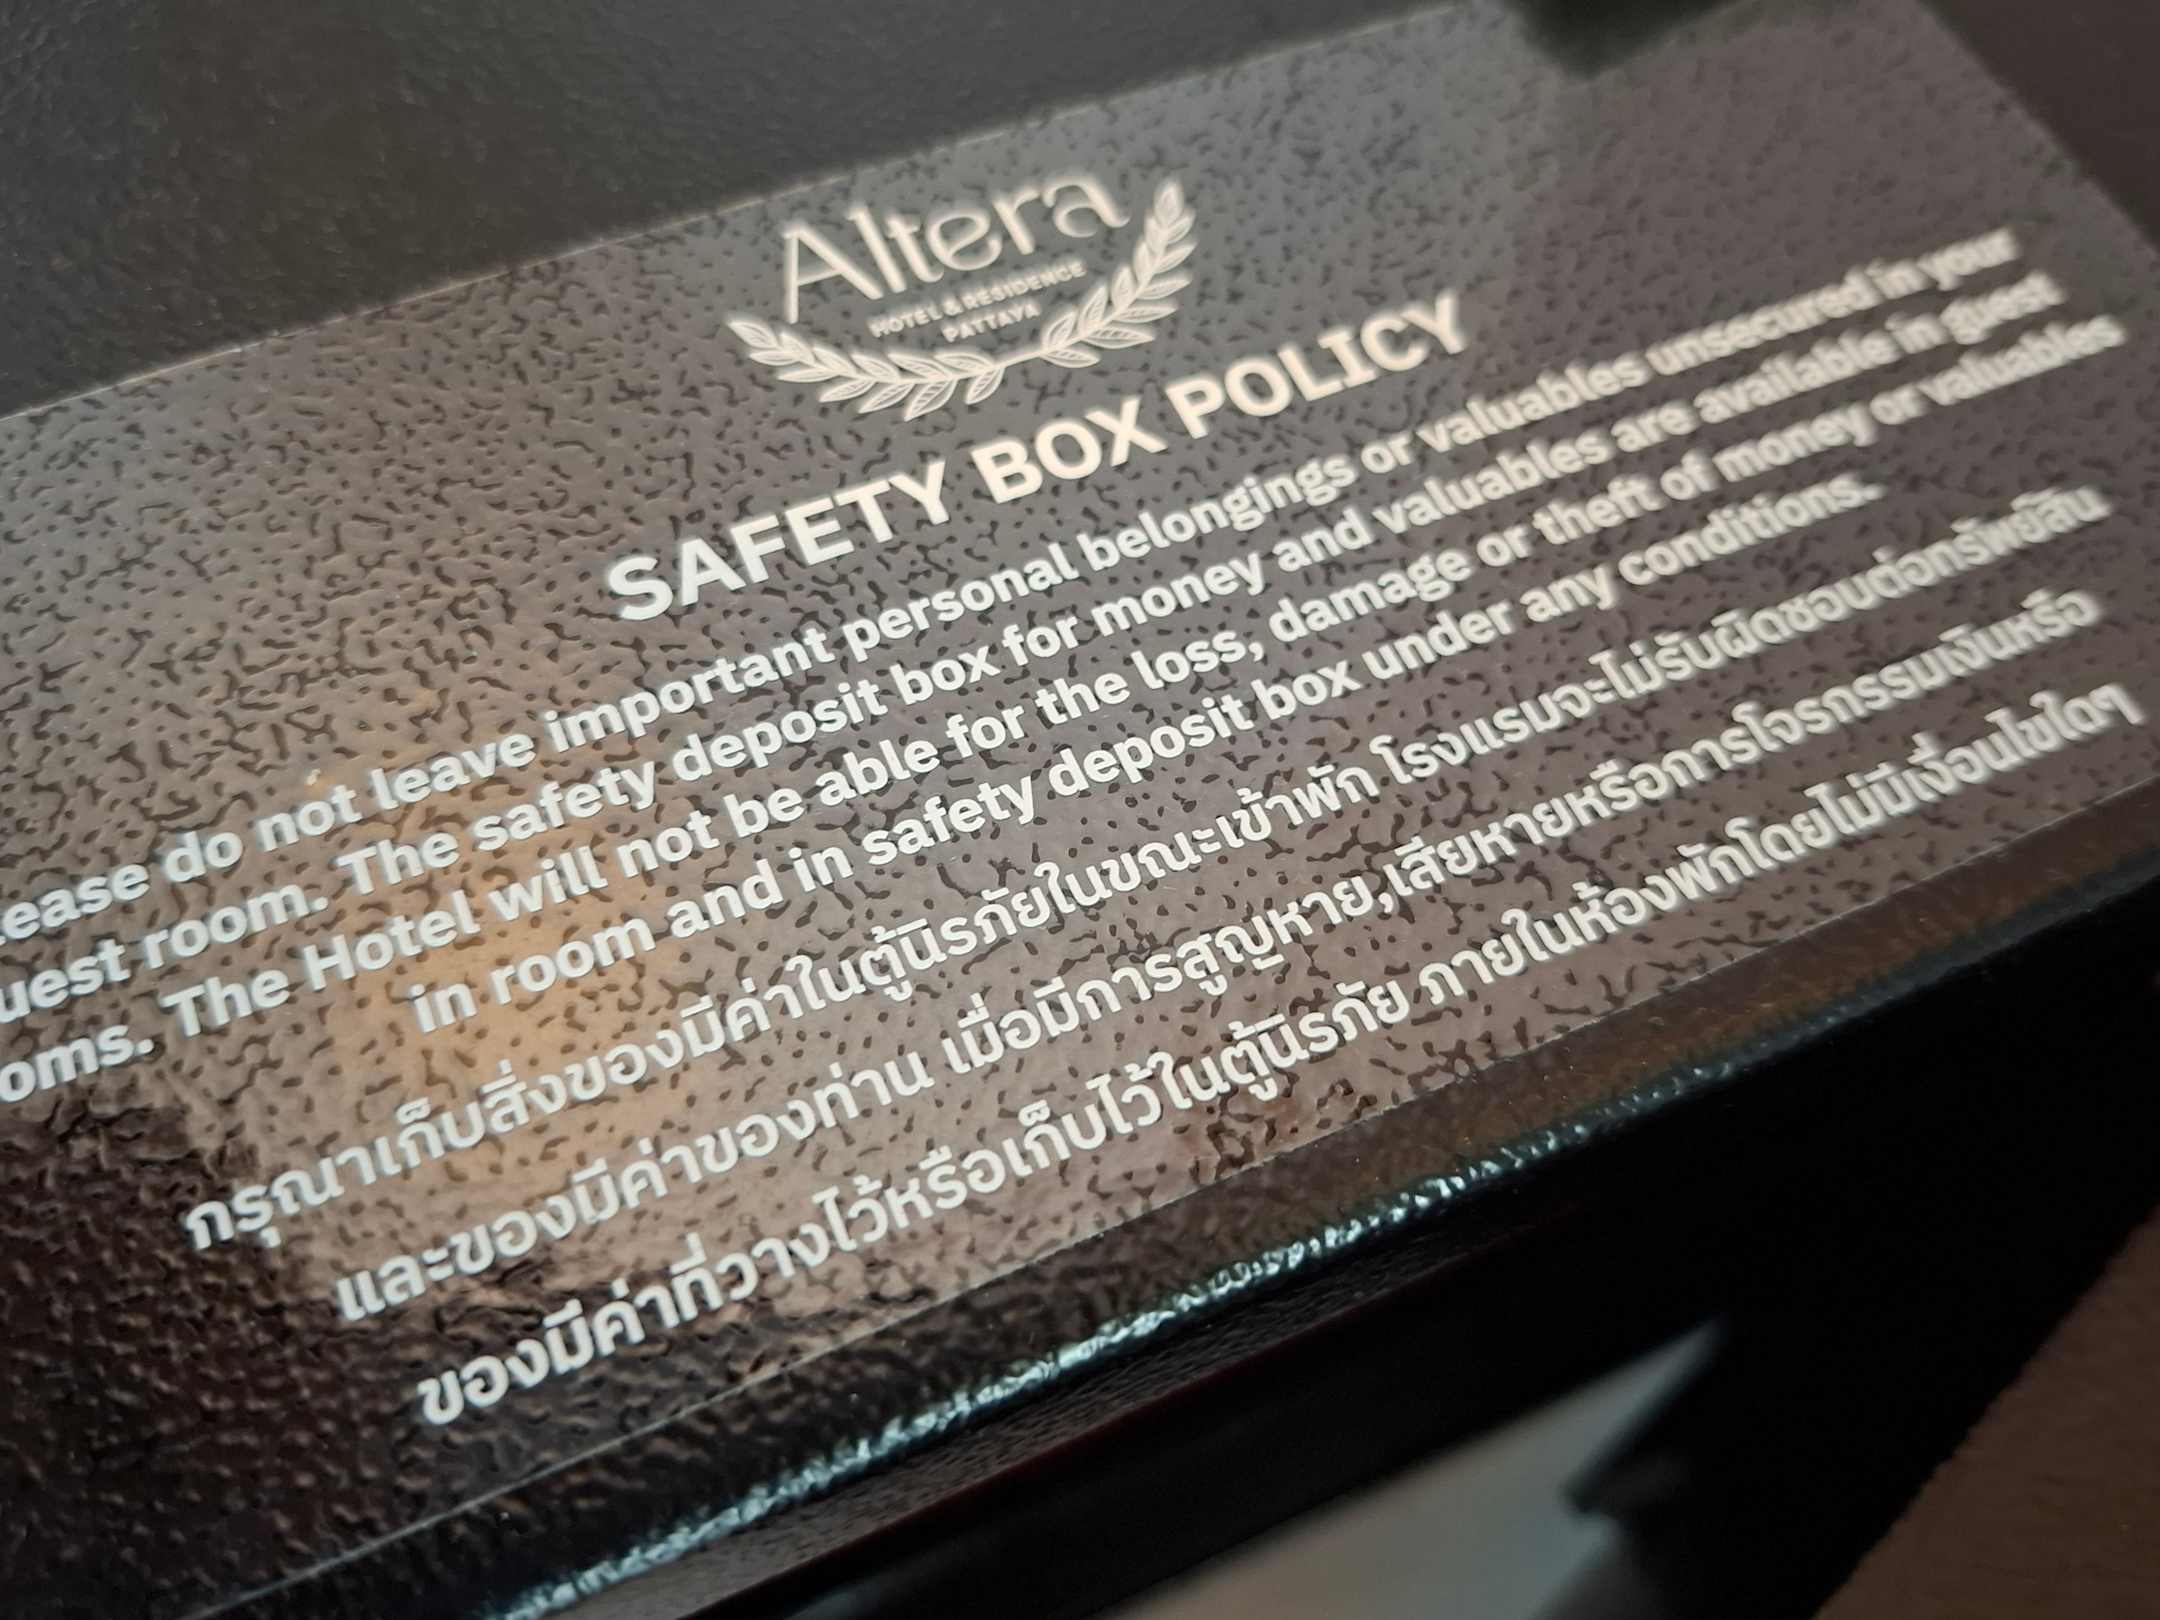 Altera
HOTEL & RESIDENCE
PATTAYA
SAFETY BOX POLICY
lease do not leave important personal belongings or valuables unsecured in your
uest room. The safety deposit box for money and valuables are available in guest
ooms. The Hotel will not be able for the loss, damage or theft of money or valuables
in room and in safety deposit box under any conditions.
กรุณาเก็บสิ่งของมีค่าในตู้นิรภัยในขณะเข้าพัก โรงแรมจะไม่รับผิดชอบต่อทรัพย์สิน
และของมีค่าของท่าน เมื่อมีการสูญหาย,เสียหายหรือการโจรกรรมเงินหรือ
ของมีค่าที่วางไว้หรือเก็บไว้ในตู้นิรภัย ภายในห้องพักโดยไม่มีเงื่อนไขใดๆ